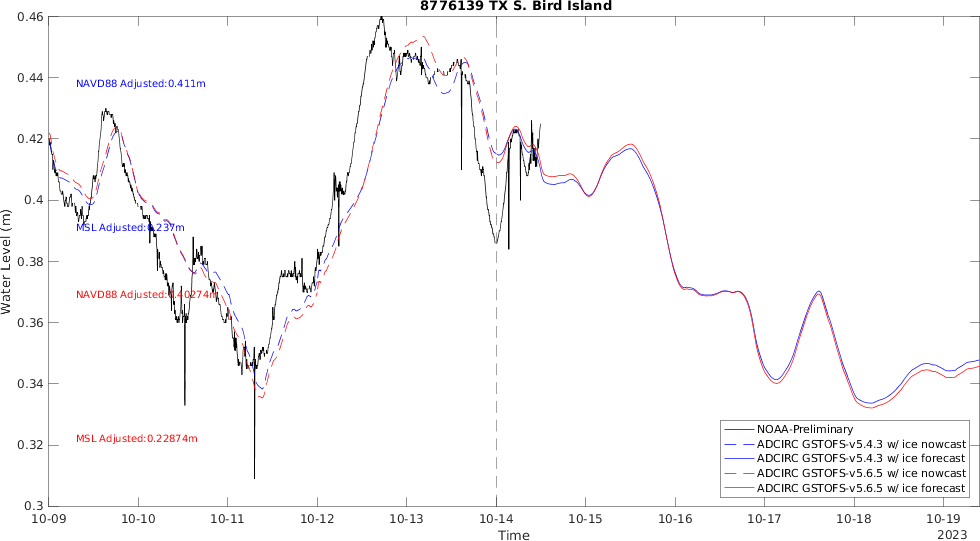 8776139 TX S. Bird Island
Water Level (m)
0.46
0.44
0.42
0.4
0.38
0.36
0.34
0.32
0.3
NAVD88 Adjusted:0.411m
MSL Adjusted:0.237m
NAVD88 Adjusted:0.40274m
MSL Adjusted:0.22874m
NOAA-Preliminary
ADCIRC GSTOFS-v5.4.3 w/ ice nowcast
ADCIRC GSTOFS-v5.4.3 w/ ice forecast
ADCIRC GSTOFS-v5.6.5 w/ ice nowcast
ADCIRC GSTOFS-v5.6.5 w/ ice forecast
10-09 10-10 10-11 10-12 10-13 10-14 10-15 10-16 10-17 10-18 10-19
Time
2023